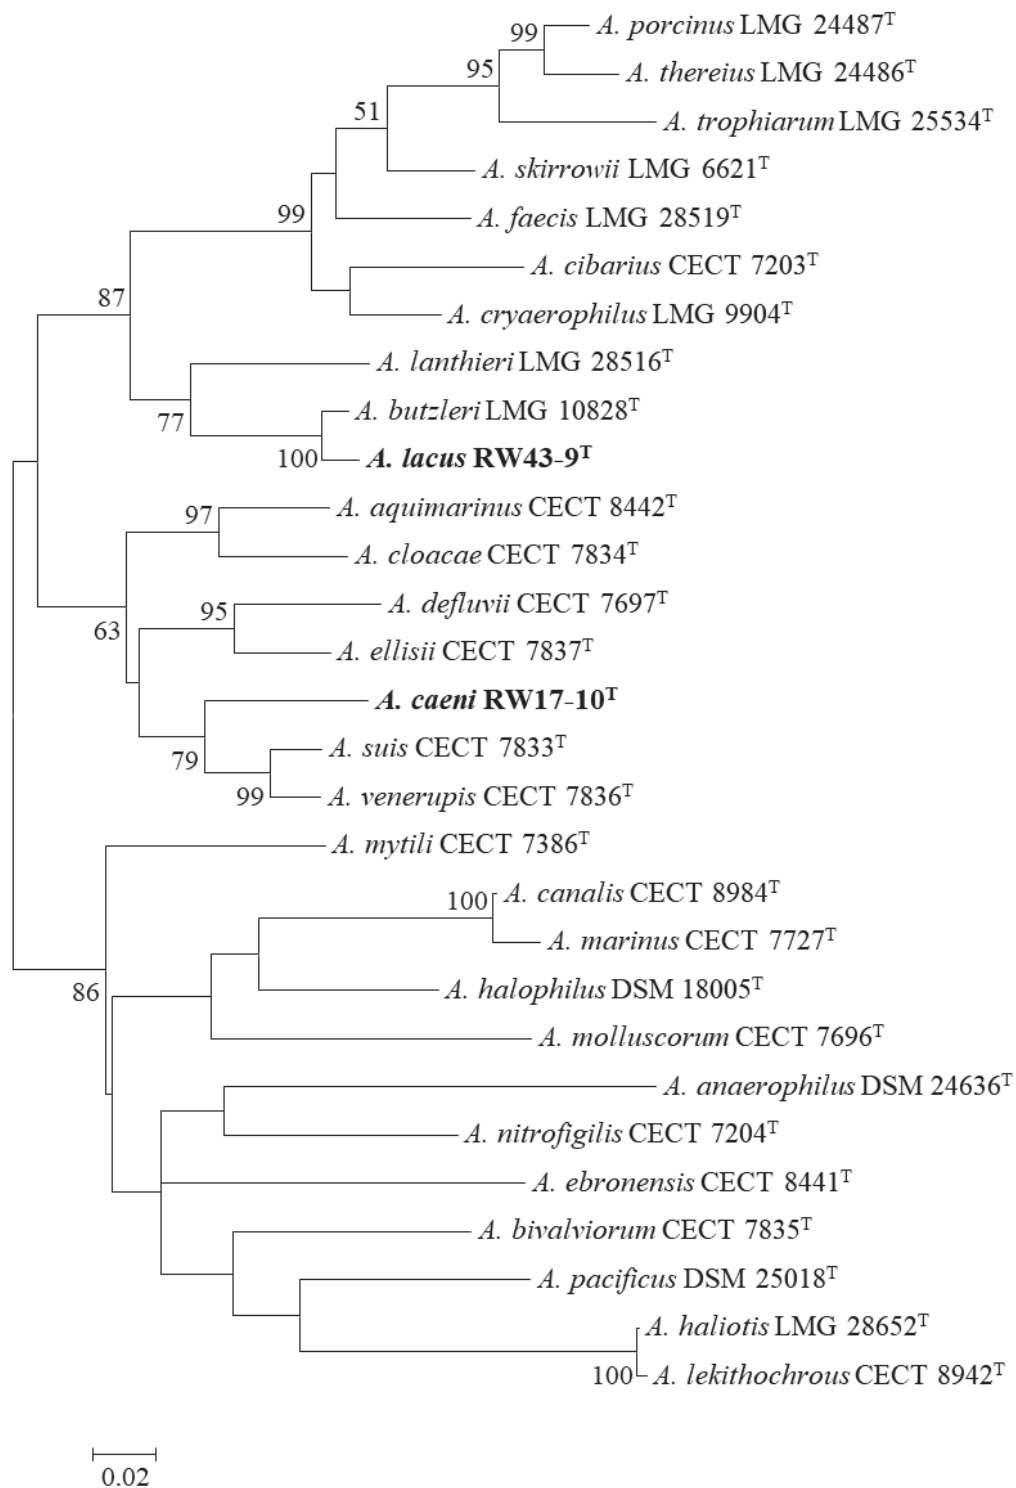 99
A. porcinus LMG 24487T
95
A. thereius LMG 24486T
51
A. trophiarum LMG 25534T
A. skirrowii LMG 6621T
99
A. faecis LMG 28519T
A. cibarius CECT 7203T
87
A. cryaerophilus LMG 9904T
A. lanthieri LMG 28516T
77
A. butzleri LMG 10828T
100
A. lacus RW43-9T
97
A. aquimarinus CECT 8442T
A. cloacae CECT 7834T
95
A. defluvii CECT 7697T
63
A. ellisii CECT 7837T
A. caeni RW17-10T
79
A. suis CECT 7833T
99
A. venerupis CECT 7836T
A. mytili CECT 7386T
100
A. canalis CECT 8984T
A. marinus CECT 7727T
86
A. halophilus DSM 18005T
A. molluscorum CECT 7696T
A. anaerophilus DSM 24636T
A. nitrofigilis CECT 7204T
A. ebronensis CECT 8441T
A. bivalviorum CECT 7835T
A. pacificus DSM 25018T
A. haliotis LMG 28652T
100
A. lekithochrous CECT 8942T
0.02